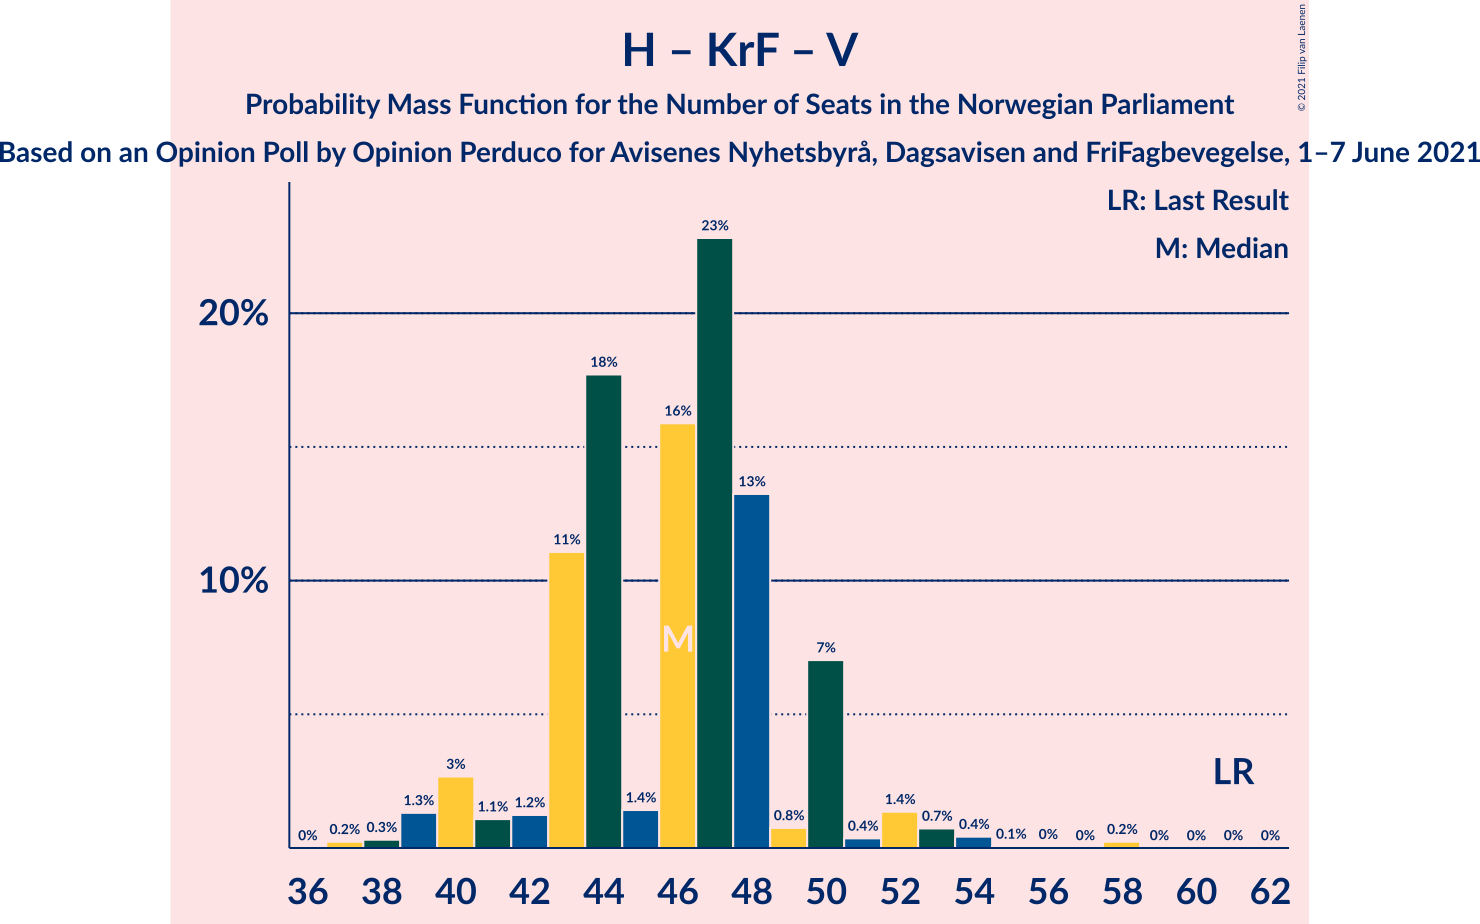 H – KrF – V
Probability Mass Function for the Number of Seats in the Norwegian Parliament
Based on an Opinion Poll by Opinion Perduco for Avisenes Nyhetsbyrå, Dagsavisen and FriFagbevegelse, 1–7 June 2021
© 2021 Filip van Laenen
LR: Last Result
M: Median
20%
10%
0% 0.2% 0.3% 1.3% 3% 1.1% 1.2% 11% 18% 1.4% 16% 23% 13% 0.8% 7% 0.4% 1.4% 0.7% 0.4% 0.1% 0% 0% 0.2% 0% 0% 0% 0%
M
LR
36 38 40 42 44 46 48 50 52 54 56 58 60 62